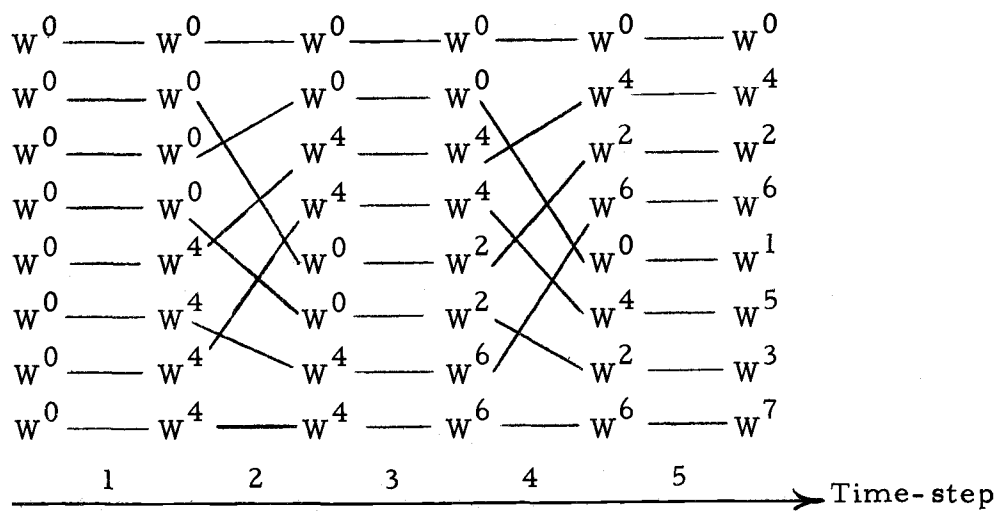 W⁰ W⁰ W⁰ W⁰ W⁰ W⁰
W⁰ W⁰ W⁰ W⁰ W⁴ W⁴
W⁰ W⁰ W⁴ W⁴ W² W²
W⁰ W⁰ W⁴ W⁴ W⁶ W⁶
W⁰ W⁴ W⁰ W² W⁰ W¹
W⁰ W⁴ W⁰ W² W⁴ W⁵
W⁰ W⁴ W⁴ W⁶ W² W³
W⁰ W⁴ W⁴ W⁶ W⁶ W⁷
1 2 3 4 5
Time-step